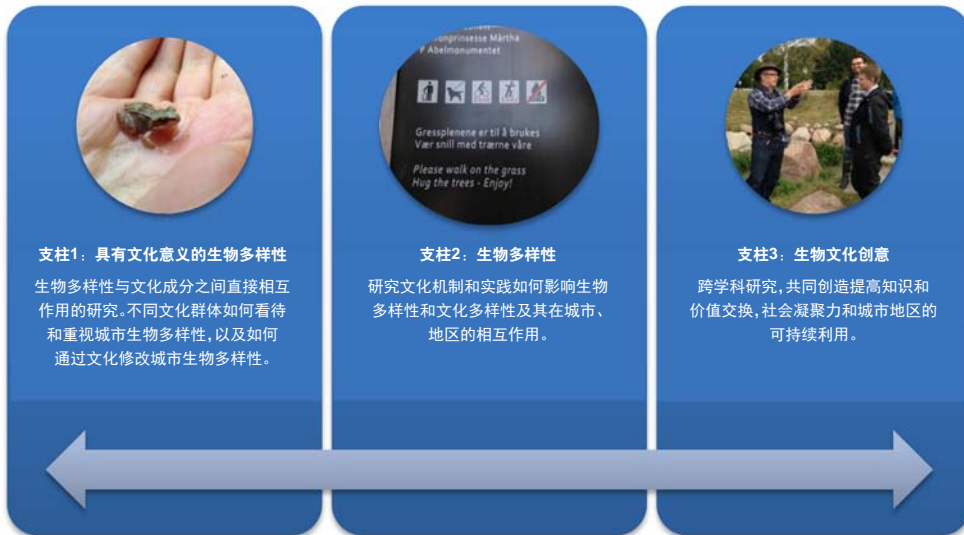 onprinsesse Märtha
Abelmonumentet
Gressplenene er til å brukes
Vær snill med trærne våre
Please walk on the grass
Hug the trees - Enjoy!
支柱1：具有文化意义的生物多样性
生物多样性与文化成分之间直接相互
作用的研究。不同文化群体如何看待
和重视城市生物多样性，以及如何
通过文化修改城市生物多样性。
支柱2：生物多样性
研究文化机制和实践如何影响生物
多样性和文化多样性及其在城市、
地区的相互作用。
支柱3：生物文化创意
跨学科研究，共同创造提高知识和
价值交换，社会凝聚力和城市地区的
可持续利用。